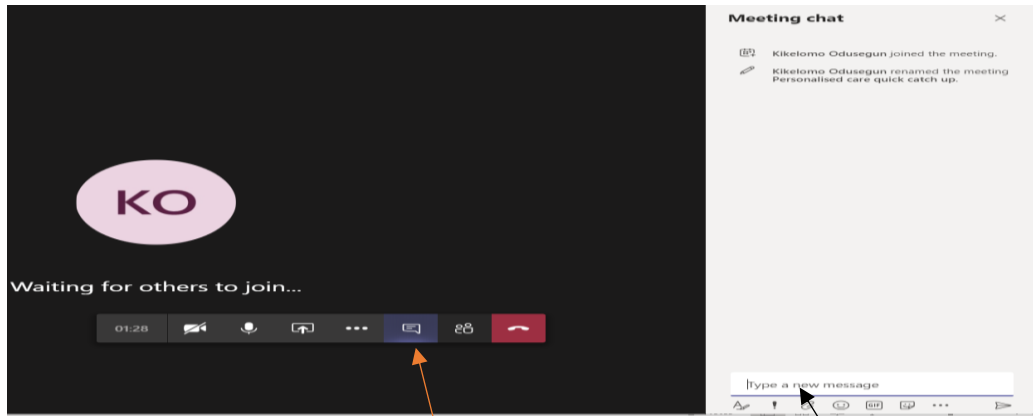 Meeting chat
Kikelomo Odusegun joined the meeting.
Kikelomo Odusegun renamed the meeting
Personalised care quick catch up.
KO
Waiting for others to join...
01:28
Type a new message
GIF